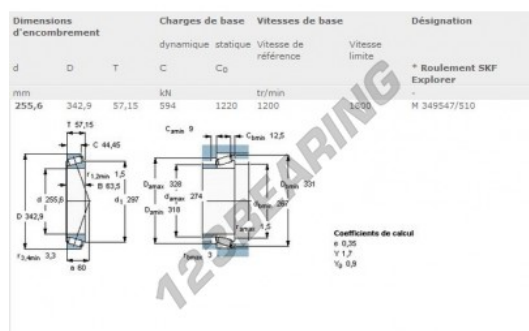 Dimensions d'encombrement Charges de base Vitesses de base Désignation
dynamique statique Vitesse de référence Vitesse limite
d D T C C0 * Roulement SKF Explorer
mm kN tr/min -
255,6 342,9 57,15 594 1220 1200 1600 M 349547/510
T 57,15
C 44,45
r1,2min 1,5
B 63,5
d 255,6
d1 297
D 342,9
r3,4min 3,3
a 60
Camin 9
Cbmin 12,5
Damax 328
damax 274
Damin 318
Dbmin 331
dbmin 267
ramax 1,5
rbmax 3
Coefficients de calcul
e 0,35
Y 1,7
Y0 0,9
123BEARING